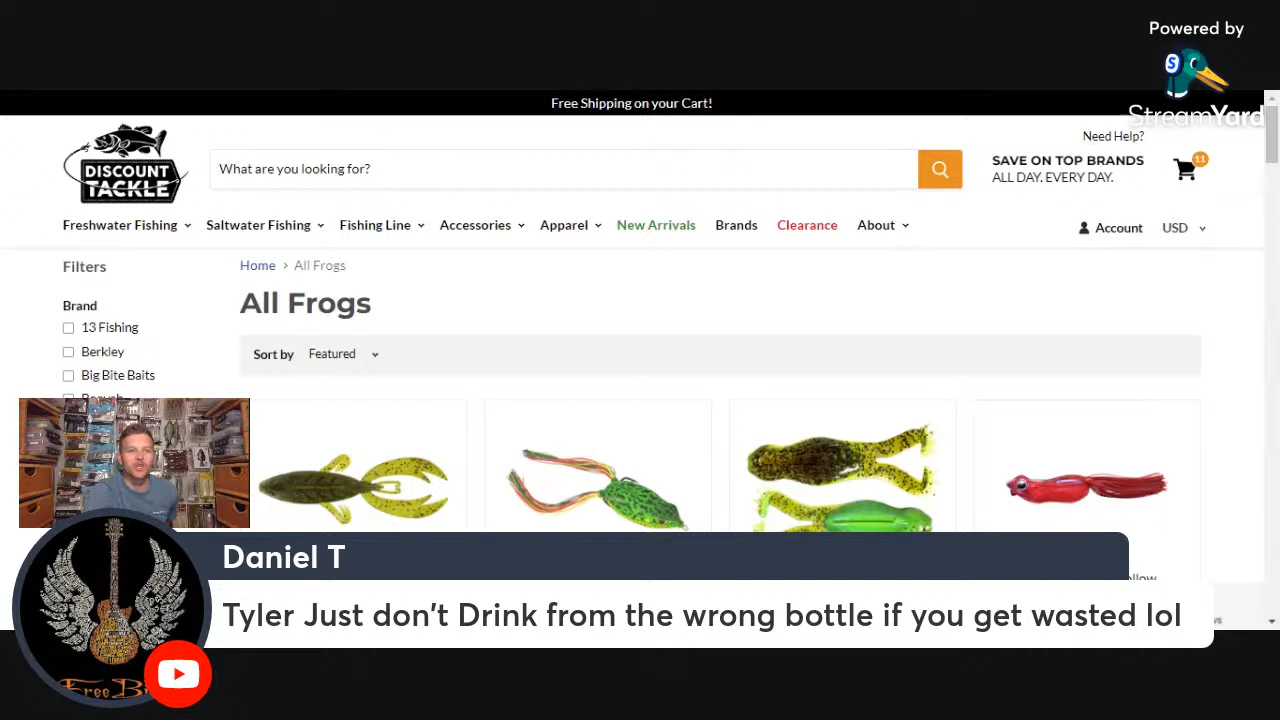 Powered by
StreamYard
Free Shipping on your Cart!
Need Help?
DISCOUNT
TACKLE
What are you looking for?
SAVE ON TOP BRANDS
ALL DAY. EVERY DAY.
11
Freshwater Fishing
Saltwater Fishing
Fishing Line
Accessories
Apparel
New Arrivals
Brands
Clearance
About
Account
USD
Filters
Home > All Frogs
Brand
All Frogs
13 Fishing
Berkley
Sort by Featured
Big Bite Baits
Daniel T
Tyler Just don't Drink from the wrong bottle if you get wasted lol